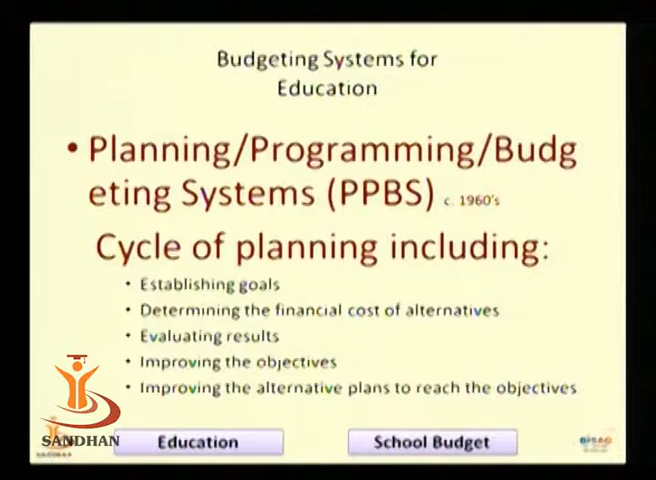 Budgeting Systems for
Education
• Planning/Programming/Budg
eting Systems (PPBS) c. 1960's
Cycle of planning including:
• Establishing goals
• Determining the financial cost of alternatives
• Evaluating results
• Improving the objectives
• Improving the alternative plans to reach the objectives
SANDHAN
Education
School Budget
BISAG